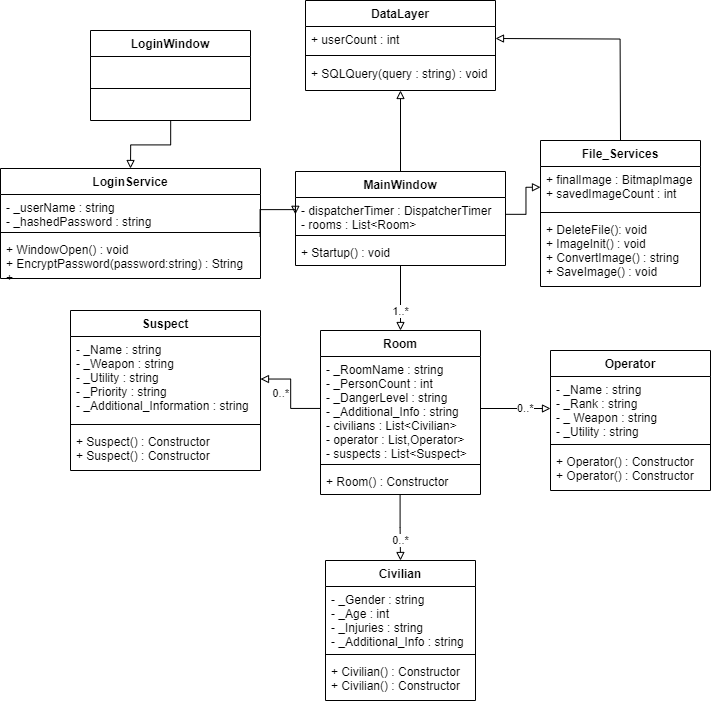 DataLayer
+ userCount : int
+ SQLQuery(query : string) : void
LoginWindow
File_Services
+ finalImage : BitmapImage
+ savedImageCount : int
+ DeleteFile(): void
+ ImageInit() : void
+ ConvertImage() : string
+ SaveImage() : void
LoginService
- _userName : string
- _hashedPassword : string
+ WindowOpen() : void
+ EncryptPassword(password:string) : String
+
MainWindow
- dispatcherTimer : DispatcherTimer
- rooms : List<Room>
+ Startup() : void
1..*
Suspect
- _Name : string
- _Weapon : string
- _Utility : string
- _Priority : string
- _Additional_Information : string
+ Suspect() : Constructor
+ Suspect() : Constructor
0..*
Room
- _RoomName : string
- _PersonCount : int
- _DangerLevel : string
- _Additional_Info : string
- civilians : List<Civilian>
- operator : List,Operator>
- suspects : List<Suspect>
+ Room() : Constructor
0..*
Operator
- _Name : string
- _Rank : string
- _ Weapon : string
- _Utility : string
+ Operator() : Constructor
+ Operator() : Constructor
0..*
Civilian
- _Gender : string
- _Age : int
- _Injuries : string
- _Additional_Info : string
+ Civilian() : Constructor
+ Civilian() : Constructor